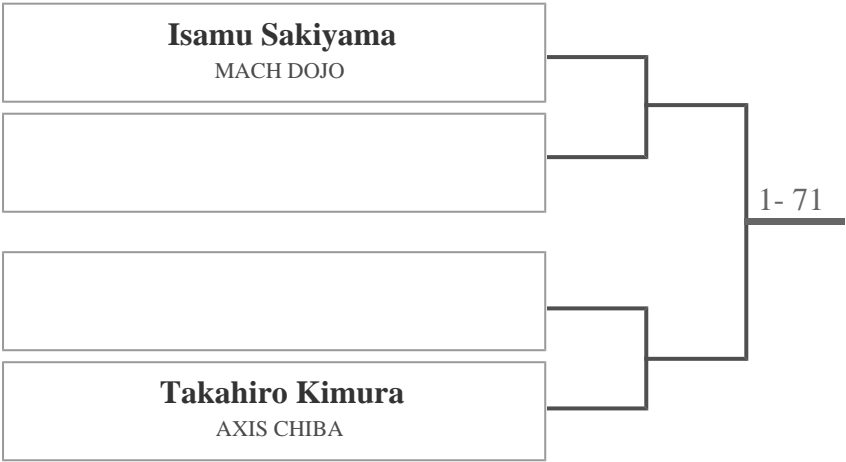 Isamu Sakiyama
MACH DOJO
1- 71
Takahiro Kimura
AXIS CHIBA